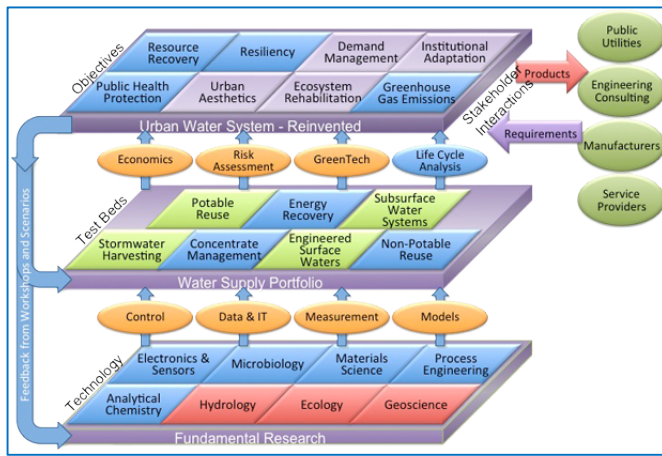 Objectives
Resource
Recovery
Resiliency
Demand
Management
Institutional
Adaptation
Public Health
Protection
Urban
Aesthetics
Ecosystem
Rehabilitation
Greenhouse
Gas Emissions
Urban Water System - Reinvented
Stakeholder
Interactions
Products
Requirements
Public
Utilities
Engineering
Consulting
Manufacturers
Service
Providers
Economics
Risk
Assessment
GreenTech
Life Cycle
Analysis
Test Beds
Potable
Reuse
Energy
Recovery
Subsurface
Water
Systems
Stormwater
Harvesting
Concentrate
Management
Engineered
Surface
Waters
Non-Potable
Reuse
Water Supply Portfolio
Control
Data & IT
Measurement
Models
Technology
Electronics &
Sensors
Microbiology
Materials
Science
Process
Engineering
Analytical
Chemistry
Hydrology
Ecology
Geoscience
Fundamental Research
Feedback from Workshops and Scenarios